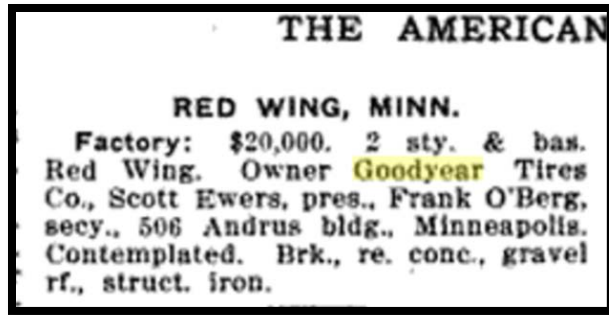 THE AMERICAN
RED WING, MINN.
Factory: $20,000. 2 sty. & bas.
Red Wing. Owner Goodyear Tires
Co., Scott Ewers, pres., Frank O'Berg,
secy., 506 Andrus bldg., Minneapolis.
Contemplated. Brk., re. conc., gravel
rf., struct. iron.